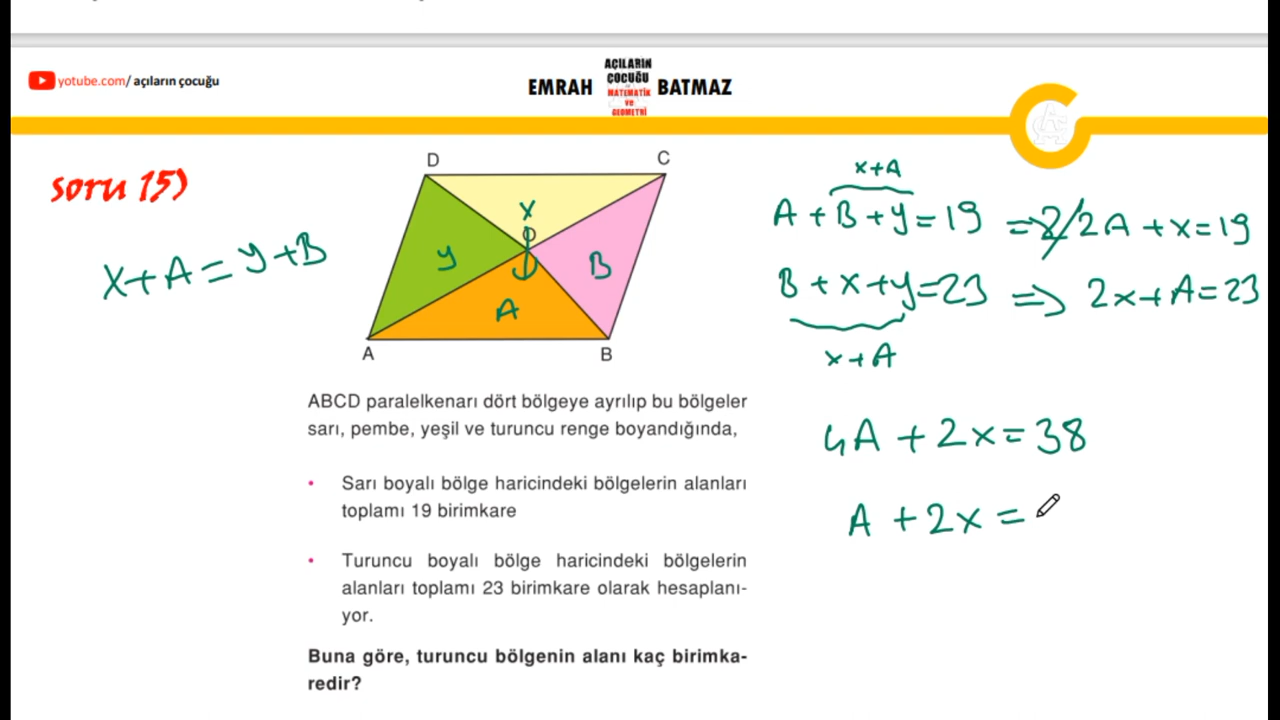 yotube.com/ açıların çocuğu
EMRAH
AÇILARIN
ÇOCUĞU
MATEMATİK
ve
GEOMETRİ
BATMAZ
soru 15)
x+A=y+B
D
C
x
y
B
A
A
B
x+A
A+B+y=19 ⇒ 2/2A+x=19
B+x+y=23 ⇒ 2x+A=23
x+A
4A+2x=38
A+2x=
ABCD paralelkenarı dört bölgeye ayrılıp bu bölgeler
sarı, pembe, yeşil ve turuncu renge boyandığında,
• Sarı boyalı bölge haricindeki bölgelerin alanları
toplamı 19 birimkare
• Turuncu boyalı bölge haricindeki bölgelerin
alanları toplamı 23 birimkare olarak hesaplanı-
yor.
Buna göre, turuncu bölgenin alanı kaç birimka-
redir?